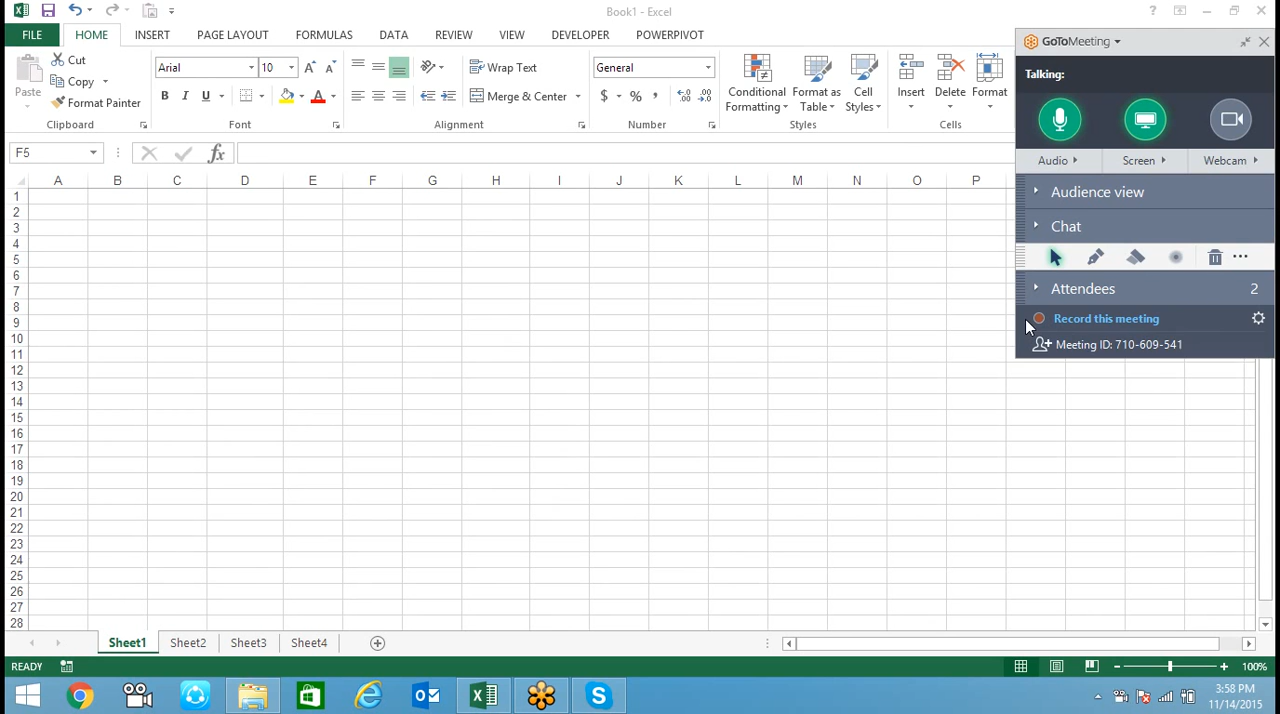 Book1 - Excel
FILE HOME INSERT PAGE LAYOUT FORMULAS DATA REVIEW VIEW DEVELOPER POWERPIVOT
Paste
Cut
Copy
Format Painter
Arial 10
B I U
Wrap Text
Merge & Center
General
$ % ,
Conditional Formatting
Format as Table
Cell Styles
Insert Delete Format
Clipboard Font Alignment Number Styles Cells
F5 fx
A B C D E F G H I J K L M N O P
1
2
3
4
5
6
7
8
9
10
11
12
13
14
15
16
17
18
19
20
21
22
23
24
25
26
27
28
GoToMeeting
Talking:
Audio Screen Webcam
Audience view
Chat
Attendees 2
Record this meeting
Meeting ID: 710-609-541
Sheet1 Sheet2 Sheet3 Sheet4
READY 100%
3:58 PM
11/14/2015